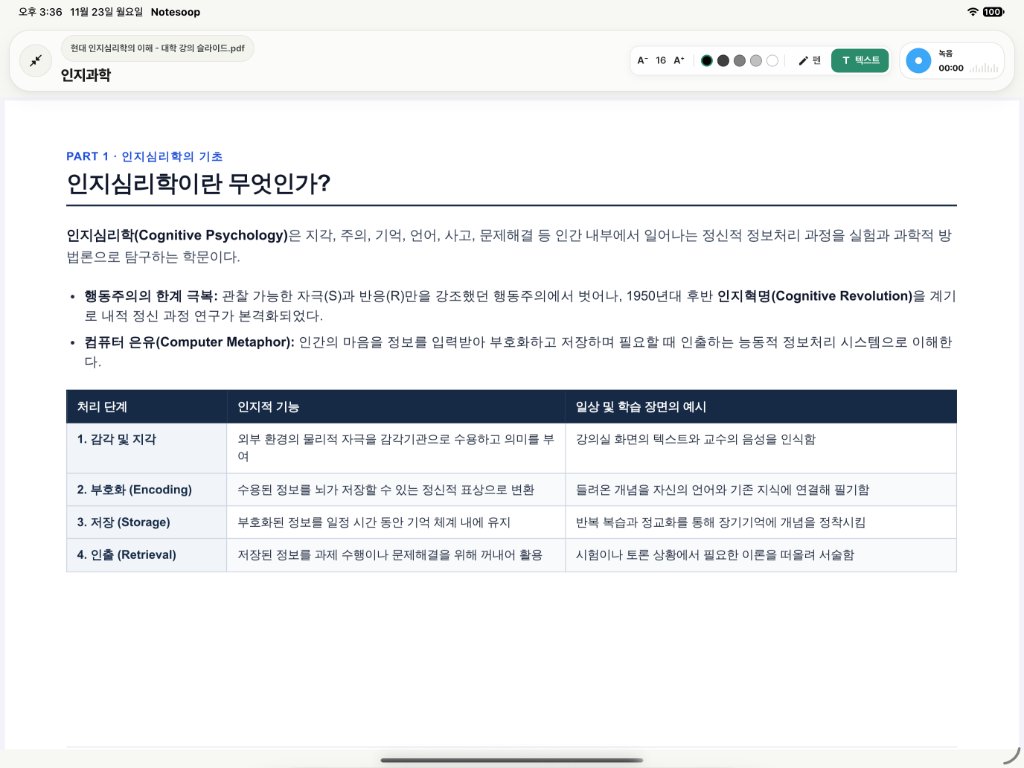 오후 3:36 11월 23일 월요일 Notesoop
100
현대 인지심리학의 이해 - 대학 강의 슬라이드.pdf
인지과학
A⁻ 16 A⁺ 펜 T 텍스트
녹음
00:00
PART 1 · 인지심리학의 기초
인지심리학이란 무엇인가?
인지심리학(Cognitive Psychology)은 지각, 주의, 기억, 언어, 사고, 문제해결 등 인간 내부에서 일어나는 정신적 정보처리 과정을 실험과 과학적 방
법론으로 탐구하는 학문이다.
• 행동주의의 한계 극복: 관찰 가능한 자극(S)과 반응(R)만을 강조했던 행동주의에서 벗어나, 1950년대 후반 인지혁명(Cognitive Revolution)을 계기
로 내적 정신 과정 연구가 본격화되었다.
• 컴퓨터 은유(Computer Metaphor): 인간의 마음을 정보를 입력받아 부호화하고 저장하며 필요할 때 인출하는 능동적 정보처리 시스템으로 이해한
다.
처리 단계 인지적 기능 일상 및 학습 장면의 예시
1. 감각 및 지각 외부 환경의 물리적 자극을 감각기관으로 수용하고 의미를 부 강의실 화면의 텍스트와 교수의 음성을 인식함
여
2. 부호화 (Encoding) 수용된 정보를 뇌가 저장할 수 있는 정신적 표상으로 변환 들려온 개념을 자신의 언어와 기존 지식에 연결해 필기함
3. 저장 (Storage) 부호화된 정보를 일정 시간 동안 기억 체계 내에 유지 반복 복습과 정교화를 통해 장기기억에 개념을 정착시킴
4. 인출 (Retrieval) 저장된 정보를 과제 수행이나 문제해결을 위해 꺼내어 활용 시험이나 토론 상황에서 필요한 이론을 떠올려 서술함